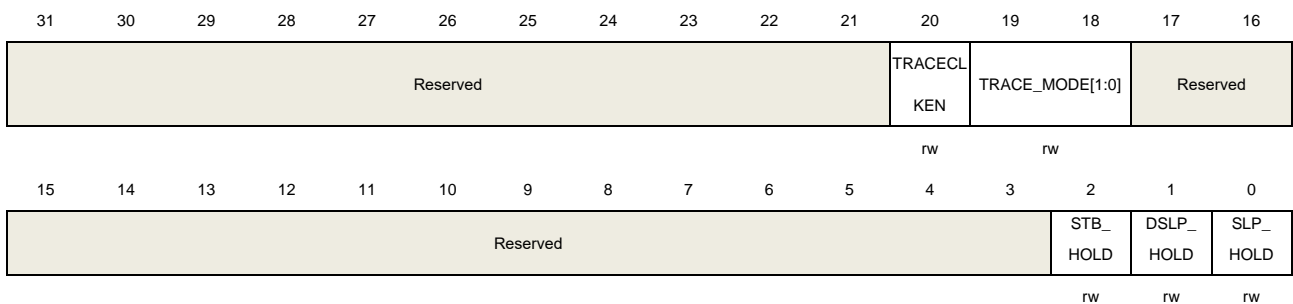 31 30 29 28 27 26 25 24 23 22 21 20 19 18 17 16
Reserved TRACECL KEN TRACE_MODE[1:0] Reserved
rw rw
15 14 13 12 11 10 9 8 7 6 5 4 3 2 1 0
Reserved STB_ HOLD DSLP_ HOLD SLP_ HOLD
rw rw rw